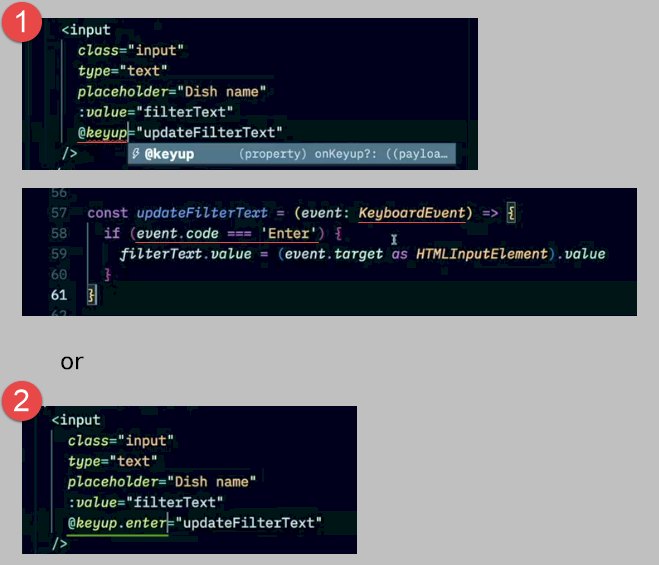 1
<input
class="input"
type="text"
placeholder="Dish name"
:value="filterText"
@keyup="updateFilterText"
/>
@keyup (property) onKeyup?: ((payloa…
56
57 const updateFilterText = (event: KeyboardEvent) => {
58 if (event.code === 'Enter') {
59 filterText.value = (event.target as HTMLInputElement).value
60 }
61 }
62
or
2
<input
class="input"
type="text"
placeholder="Dish name"
:value="filterText"
@keyup.enter="updateFilterText"
/>